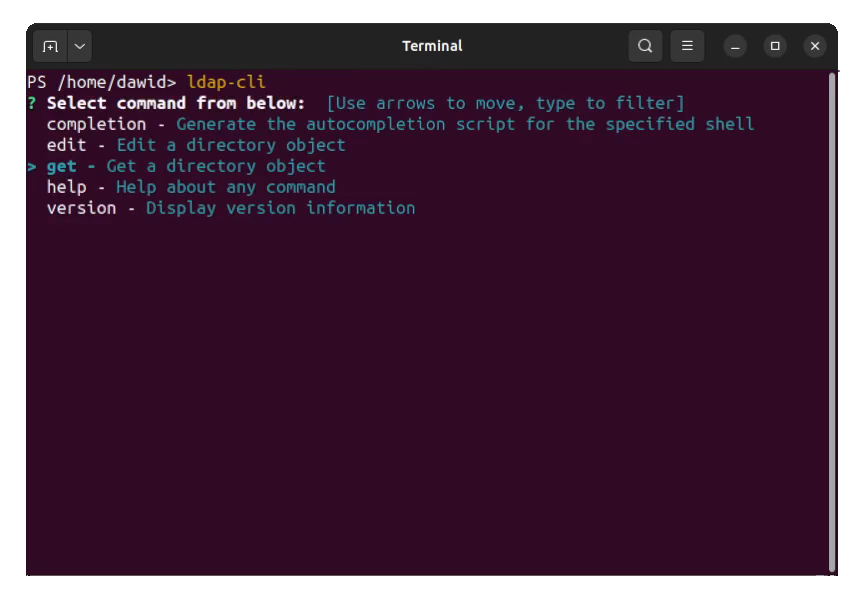 Terminal
PS /home/dawid> ldap-cli
? Select command from below:  [Use arrows to move, type to filter]
  completion - Generate the autocompletion script for the specified shell
  edit - Edit a directory object
> get - Get a directory object
  help - Help about any command
  version - Display version information